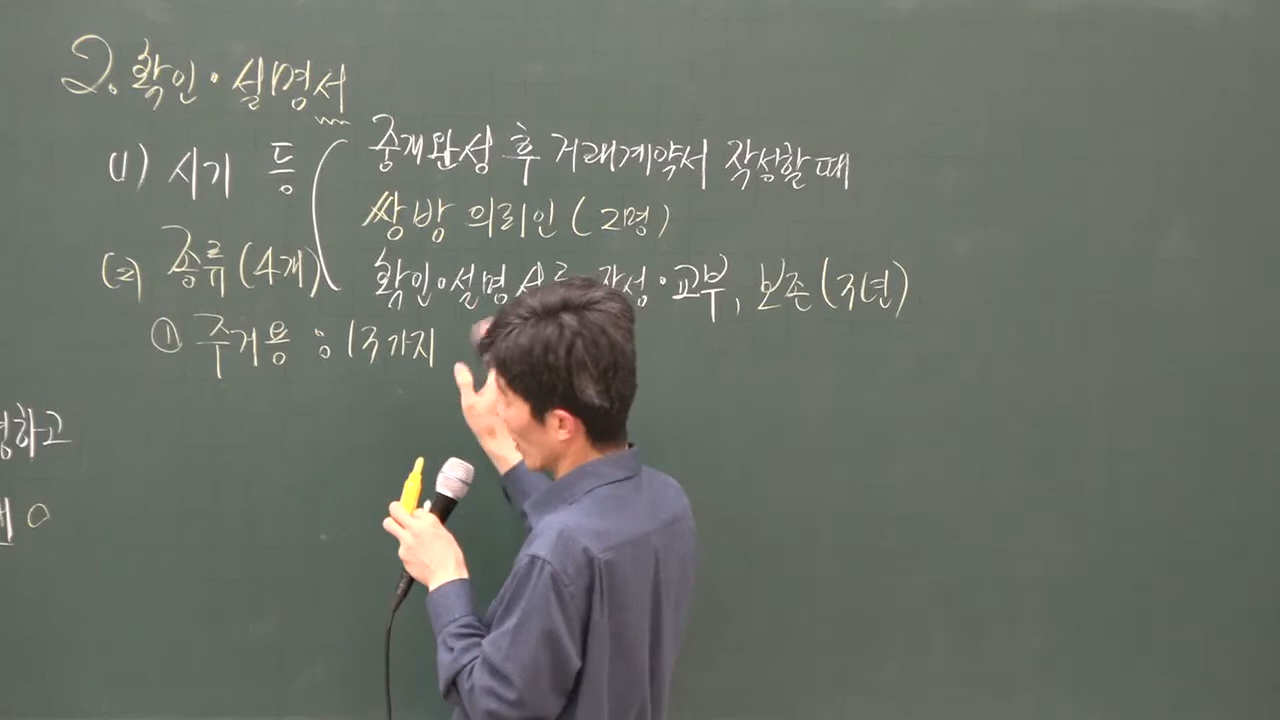 2. 확인·설명서
(1) 시기 등
중개완성 후 거래계약서 작성할 때
쌍방 의뢰인 (2명)
확인·설명서를 작성·교부, 보존 (3년)
(2) 종류 (4개)
① 주거용 : 13가지
하고